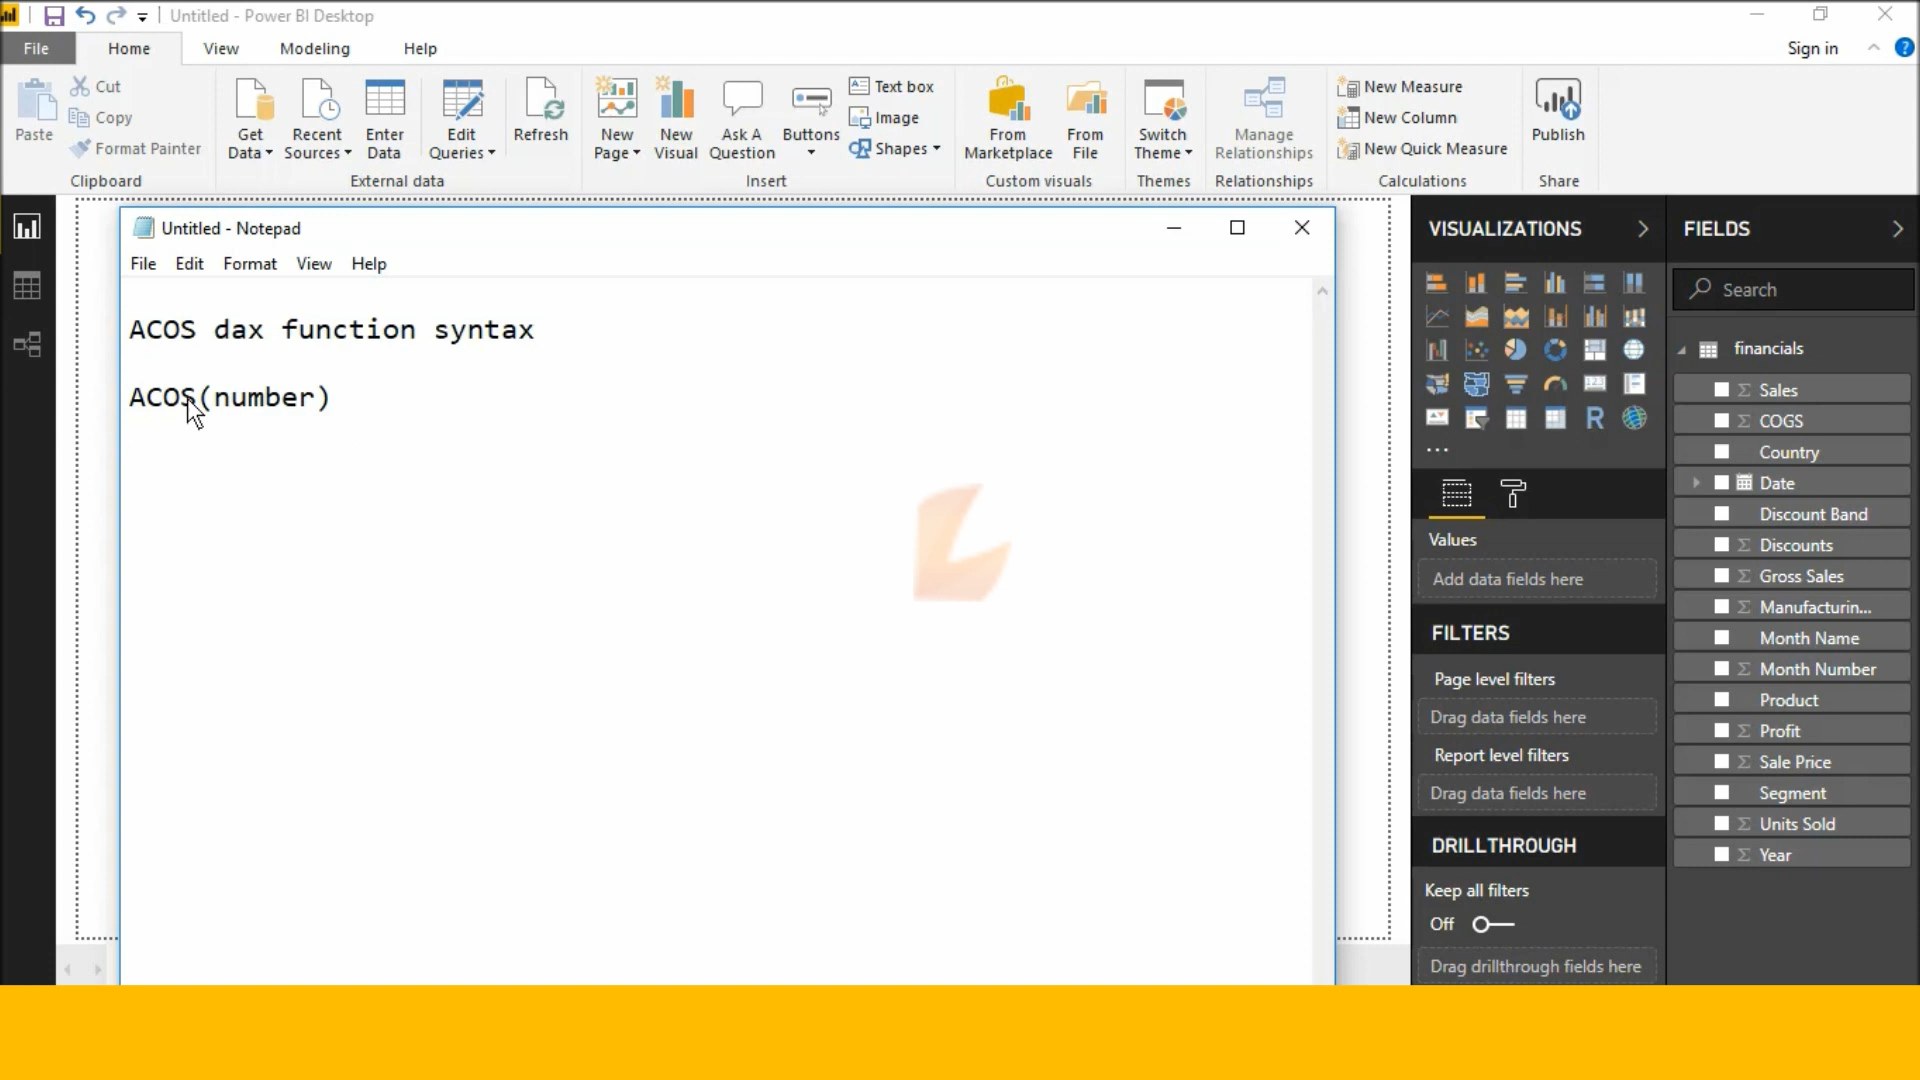 Untitled - Power BI Desktop
File Home View Modeling Help Sign in ?
Paste
Cut
Copy
Format Painter
Clipboard
Get Data
Recent Sources
Enter Data
Edit Queries
External data
Refresh
New Page
New Visual
Ask A Question
Buttons
Text box
Image
Shapes
Insert
From Marketplace
From File
Custom visuals
Switch Theme
Themes
Manage Relationships
Relationships
New Measure
New Column
New Quick Measure
Calculations
Publish
Share
Untitled - Notepad
File Edit Format View Help
ACOS dax function syntax
ACOS(number)
VISUALIZATIONS
R
...
Values
Add data fields here
FILTERS
Page level filters
Drag data fields here
Report level filters
Drag data fields here
DRILLTHROUGH
Keep all filters
Off
Drag drillthrough fields here
FIELDS
Search
financials
Σ Sales
Σ COGS
Country
Date
Discount Band
Σ Discounts
Σ Gross Sales
Σ Manufacturin...
Month Name
Σ Month Number
Product
Σ Profit
Σ Sale Price
Segment
Σ Units Sold
Σ Year